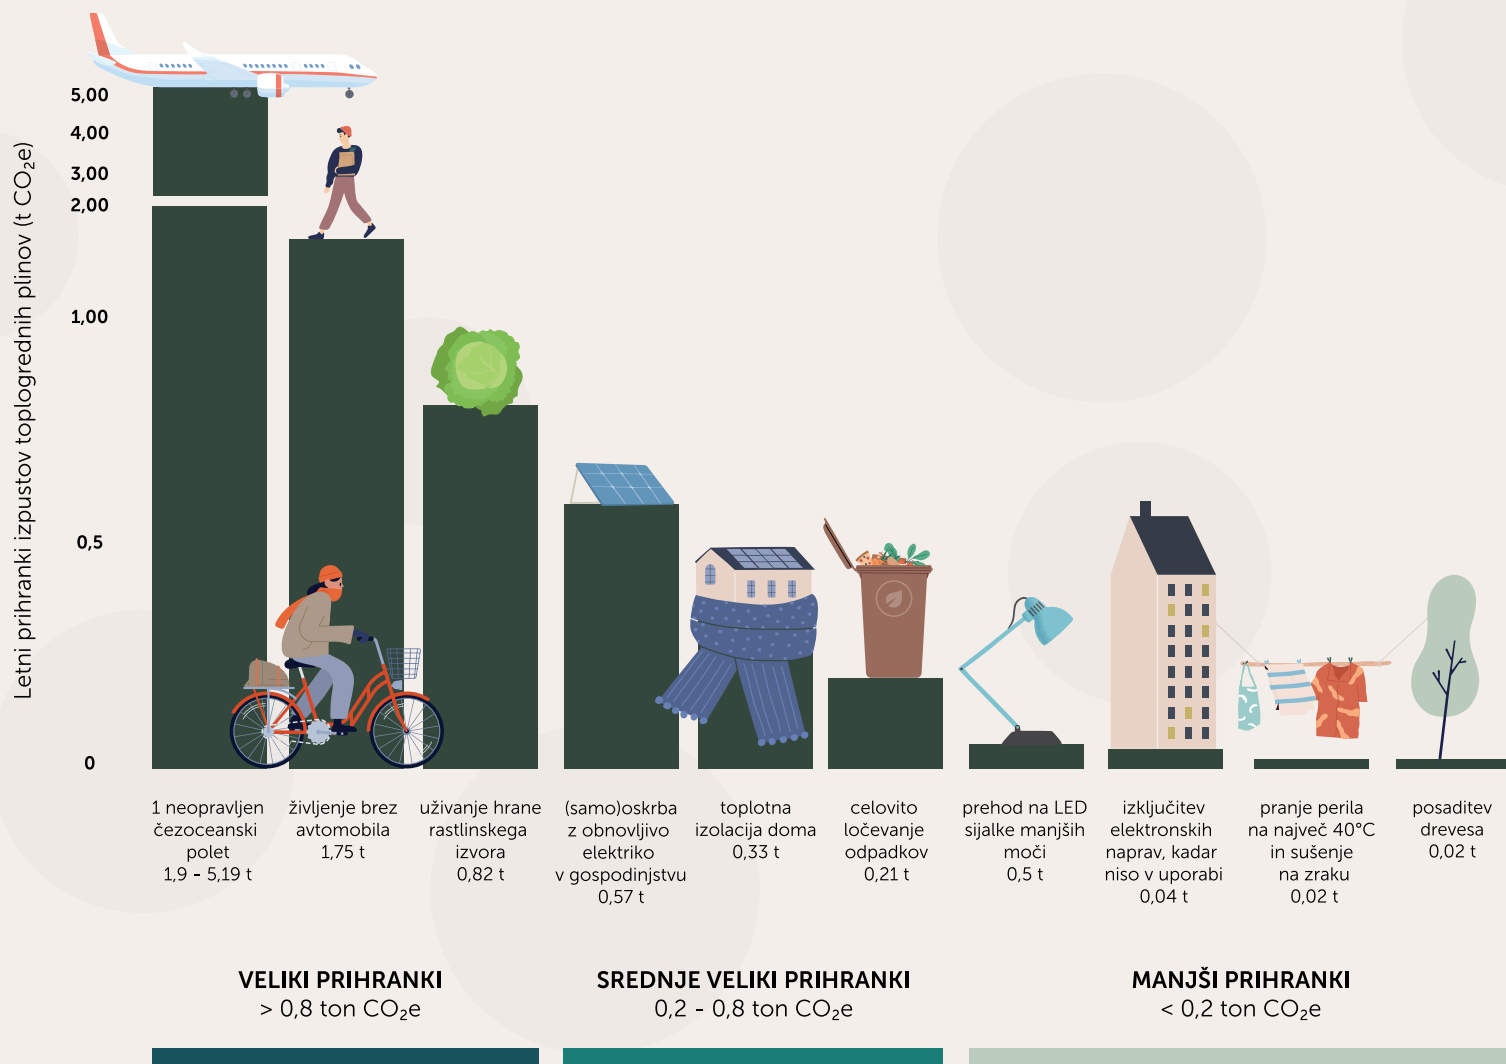 Letni prihranki izpustov toplogrednih plinov (t CO₂e)
5,00
4,00
3,00
2,00
1,00
0,5
0
1 neopravljen
čezoceanski
polet
1,9 - 5,19 t
življenje brez
avtomobila
1,75 t
uživanje hrane
rastlinskega
izvora
0,82 t
(samo)oskrba
z obnovljivo
elektriko
v gospodinjstvu
0,57 t
toplotna
izolacija doma
0,33 t
celovito
ločevanje
odpadkov
0,21 t
prehod na LED
sijalke manjših
moči
0,5 t
izključitev
elektronskih
naprav, kadar
niso v uporabi
0,04 t
pranje perila
na največ 40°C
in sušenje
na zraku
0,02 t
posaditev
drevesa
0,02 t
VELIKI PRIHRANKI
> 0,8 ton CO₂e
SREDNJE VELIKI PRIHRANKI
0,2 - 0,8 ton CO₂e
MANJŠI PRIHRANKI
< 0,2 ton CO₂e